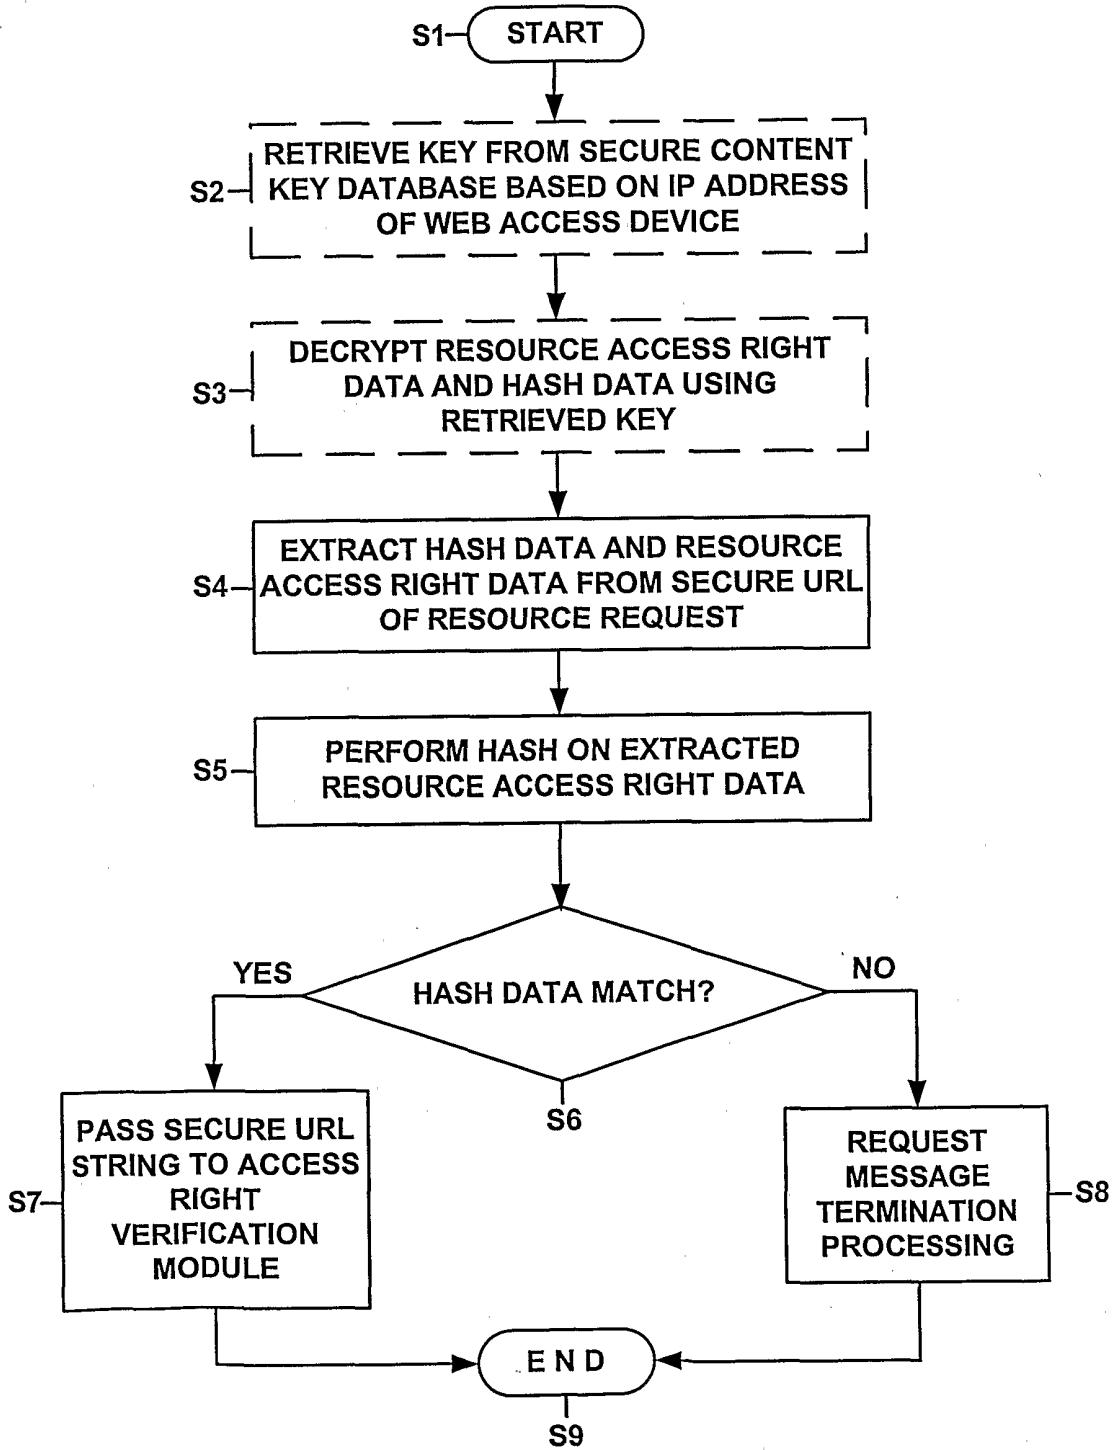 S1
START
RETRIEVE KEY FROM SECURE CONTENT
KEY DATABASE BASED ON IP ADDRESS
OF WEB ACCESS DEVICE
S2
DECRYPT RESOURCE ACCESS RIGHT
DATA AND HASH DATA USING
RETRIEVED KEY
S3
EXTRACT HASH DATA AND RESOURCE
ACCESS RIGHT DATA FROM SECURE URL
OF RESOURCE REQUEST
S4
PERFORM HASH ON EXTRACTED
RESOURCE ACCESS RIGHT DATA
S5
YES
HASH DATA MATCH?
NO
S6
PASS SECURE URL
STRING TO ACCESS
RIGHT
VERIFICATION
MODULE
S7
REQUEST
MESSAGE
TERMINATION
PROCESSING
S8
E N D
S9